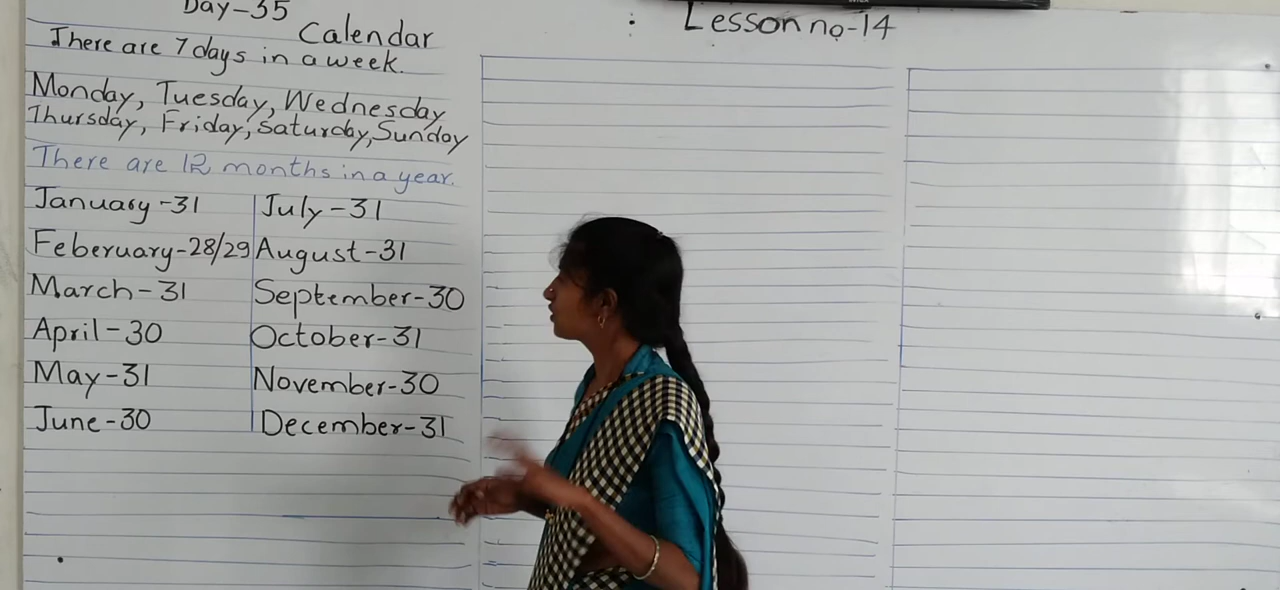 Day-35
: Lesson no-14
Calendar
There are 7 days in a week.
Monday, Tuesday, Wednesday
Thursday, Friday, Saturday, Sunday
There are 12 months in a year.
January-31
Feberuary-28/29
March-31
April-30
May-31
June-30
July-31
August-31
September-30
October-31
November-30
December-31